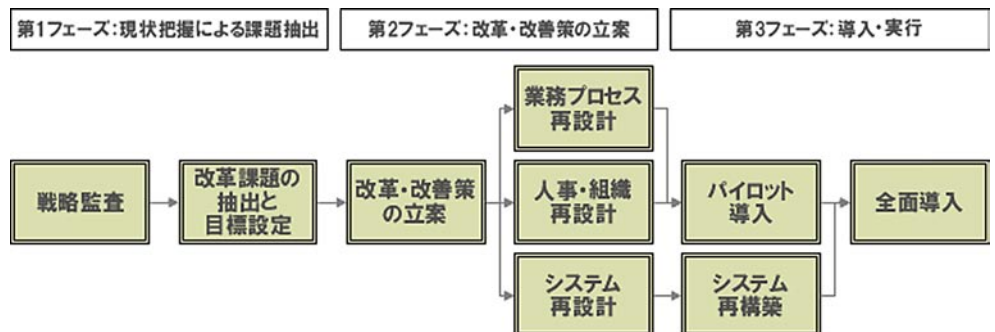 第1フェーズ:現状把握による課題抽出
第2フェーズ:改革・改善策の立案
第3フェーズ:導入・実行
業務プロセス
再設計
戦略監査
改革課題の
抽出と
目標設定
改革・改善策
の立案
人事・組織
再設計
パイロット
導入
全面導入
システム
再設計
システム
再構築